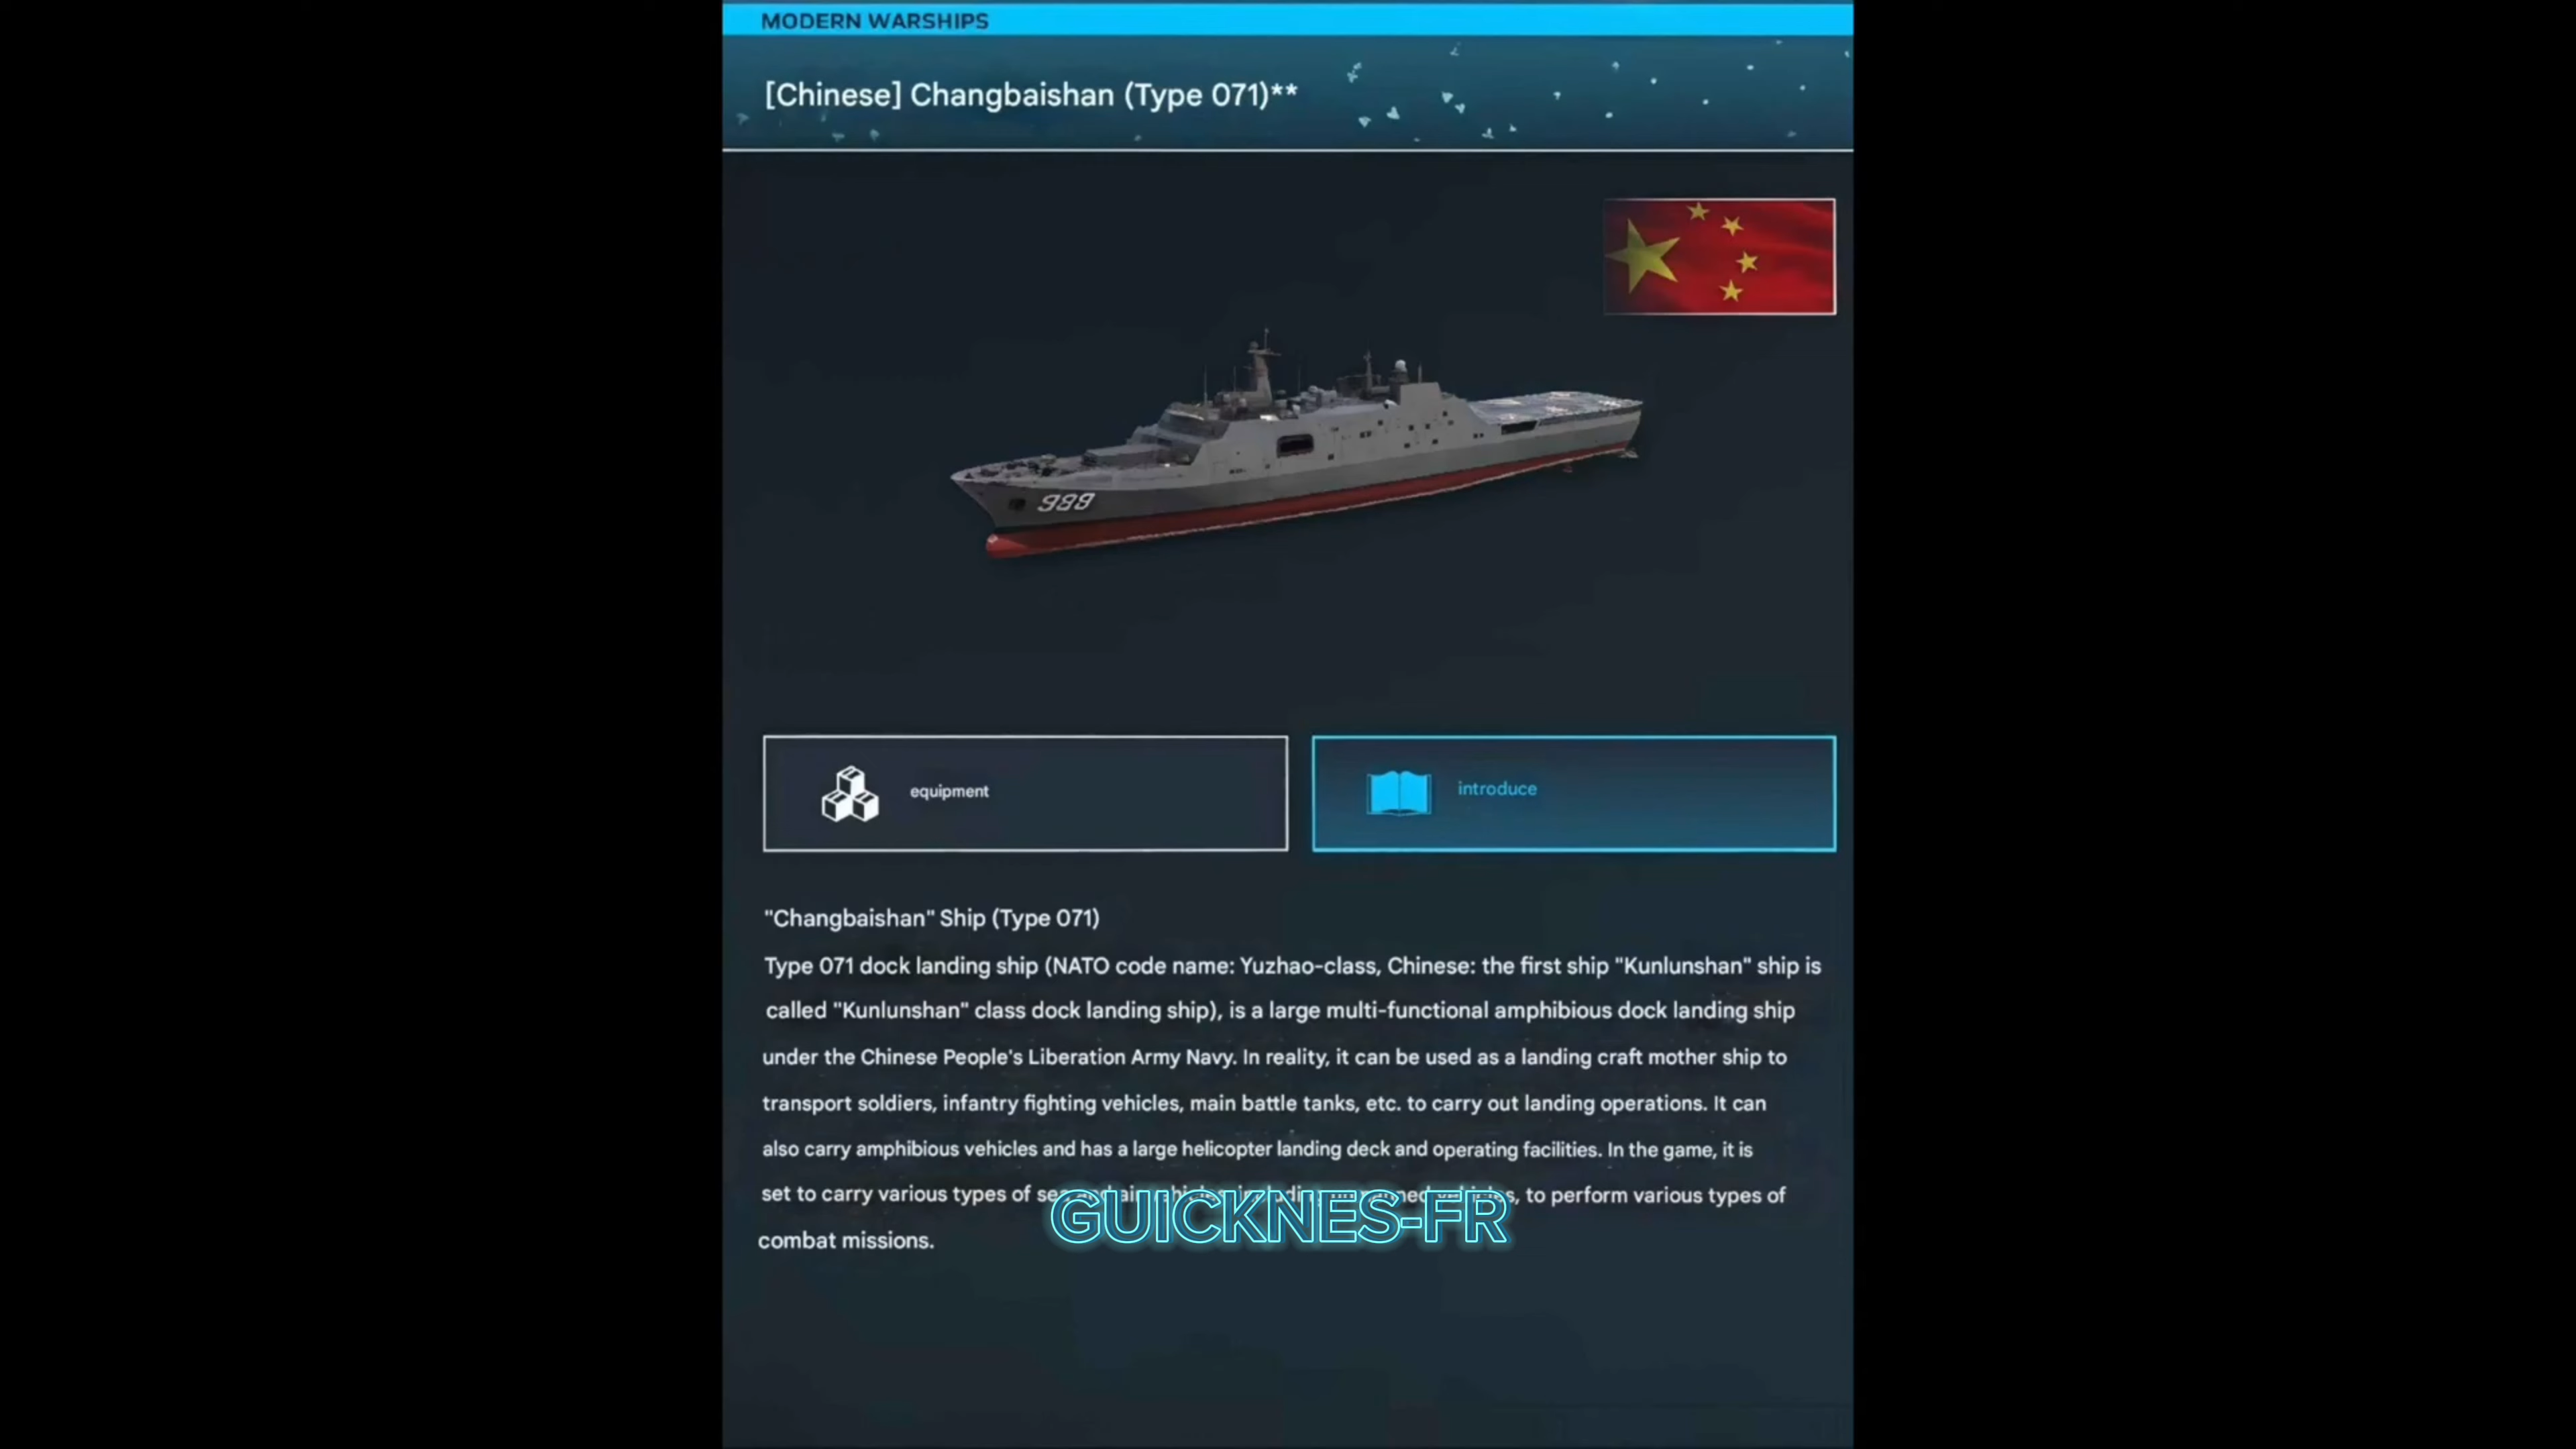 MODERN WARSHIPS
[Chinese] Changbaishan (Type 071)**
988
equipment
introduce
"Changbaishan" Ship (Type 071)
Type 071 dock landing ship (NATO code name: Yuzhao-class, Chinese: the first ship "Kunlunshan" ship is
called "Kunlunshan" class dock landing ship), is a large multi-functional amphibious dock landing ship
under the Chinese People's Liberation Army Navy. In reality, it can be used as a landing craft mother ship to
transport soldiers, infantry fighting vehicles, main battle tanks, etc. to carry out landing operations. It can
also carry amphibious vehicles and has a large helicopter landing deck and operating facilities. In the game, it is
set to carry various types of to perform various types of
combat missions.
GUICKNES-FR